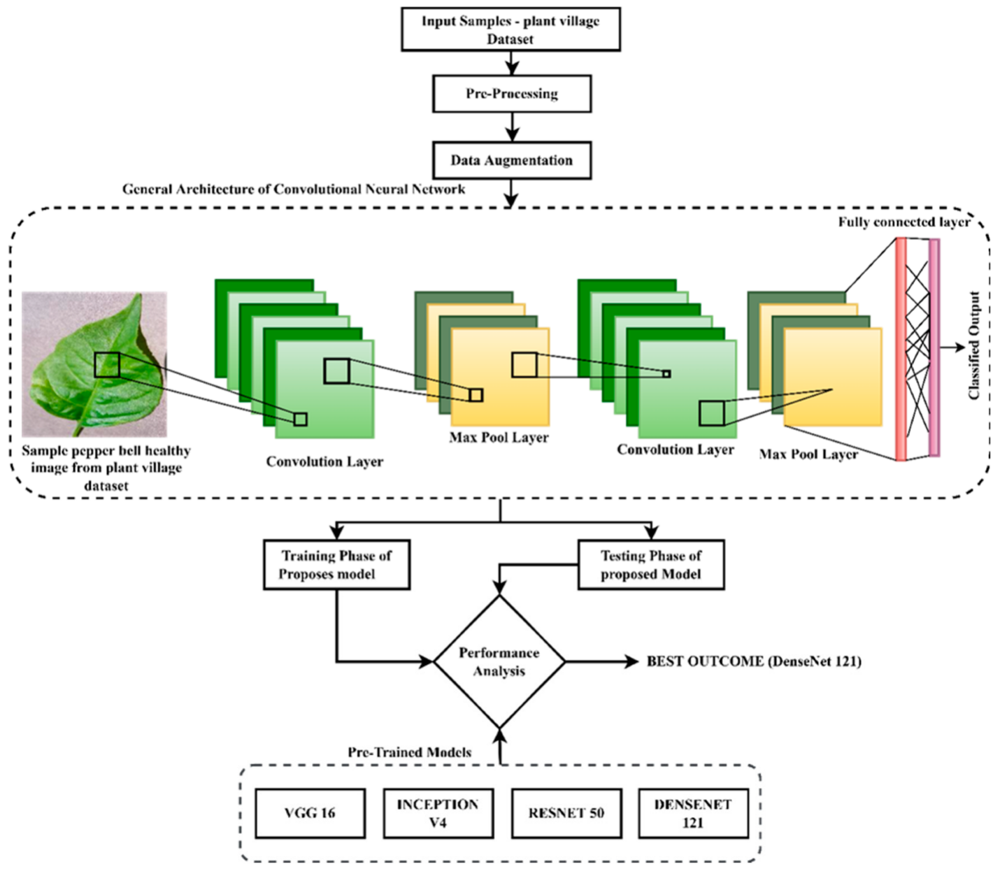 Input Samples - plant village
Dataset
Pre-Processing
Data Augmentation
General Architecture of Convolutional Neural Network
Fully connected layer
Classified Output
Max Pool Layer
Convolution Layer
Max Pool Layer
Convolution Layer
Sample pepper bell healthy
image from plant village
dataset
Training Phase of
Proposes model
Testing Phase of
proposed Model
Performance
Analysis
BEST OUTCOME (DenseNet 121)
Pre-Trained Models
VGG 16
INCEPTION
V4
RESNET 50
DENSENET
121